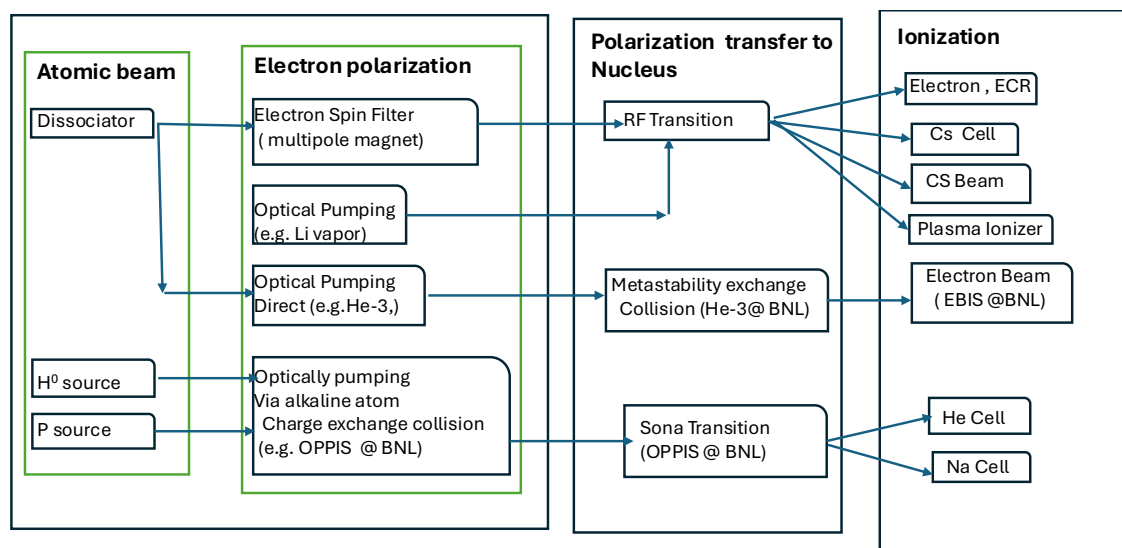 Atomic beam
Dissociator
H⁰ source
P source
Electron polarization
Electron Spin Filter
( multipole magnet)
Optical Pumping
(e.g. Li vapor)
Optical Pumping
Direct (e.g.He-3,)
Optically pumping
Via alkaline atom
Charge exchange collision
(e.g. OPPIS @ BNL)
Polarization transfer to
Nucleus
RF Transition
Metastability exchange
Collision (He-3@ BNL)
Sona Transition
(OPPIS @ BNL)
Ionization
Electron , ECR
Cs Cell
CS Beam
Plasma Ionizer
Electron Beam
( EBIS @BNL)
He Cell
Na Cell